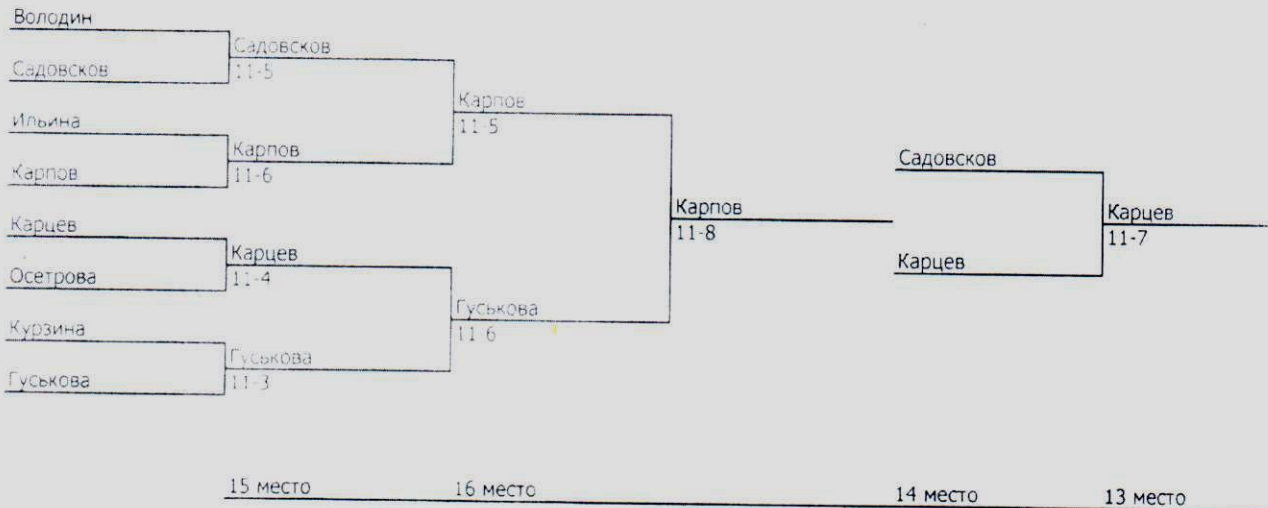 Володин
Садовсков
Садовсков
11-5
Ильина
Карпов
Карпов
11-6
Карпов
11-5
Карцев
Осетрова
Карцев
11-4
Курзина
Гуськова
Гуськова
11-3
Гуськова
11-6
Карпов
11-8
Садовсков
Карцев
Карцев
11-7
15 место
16 место
14 место
13 место